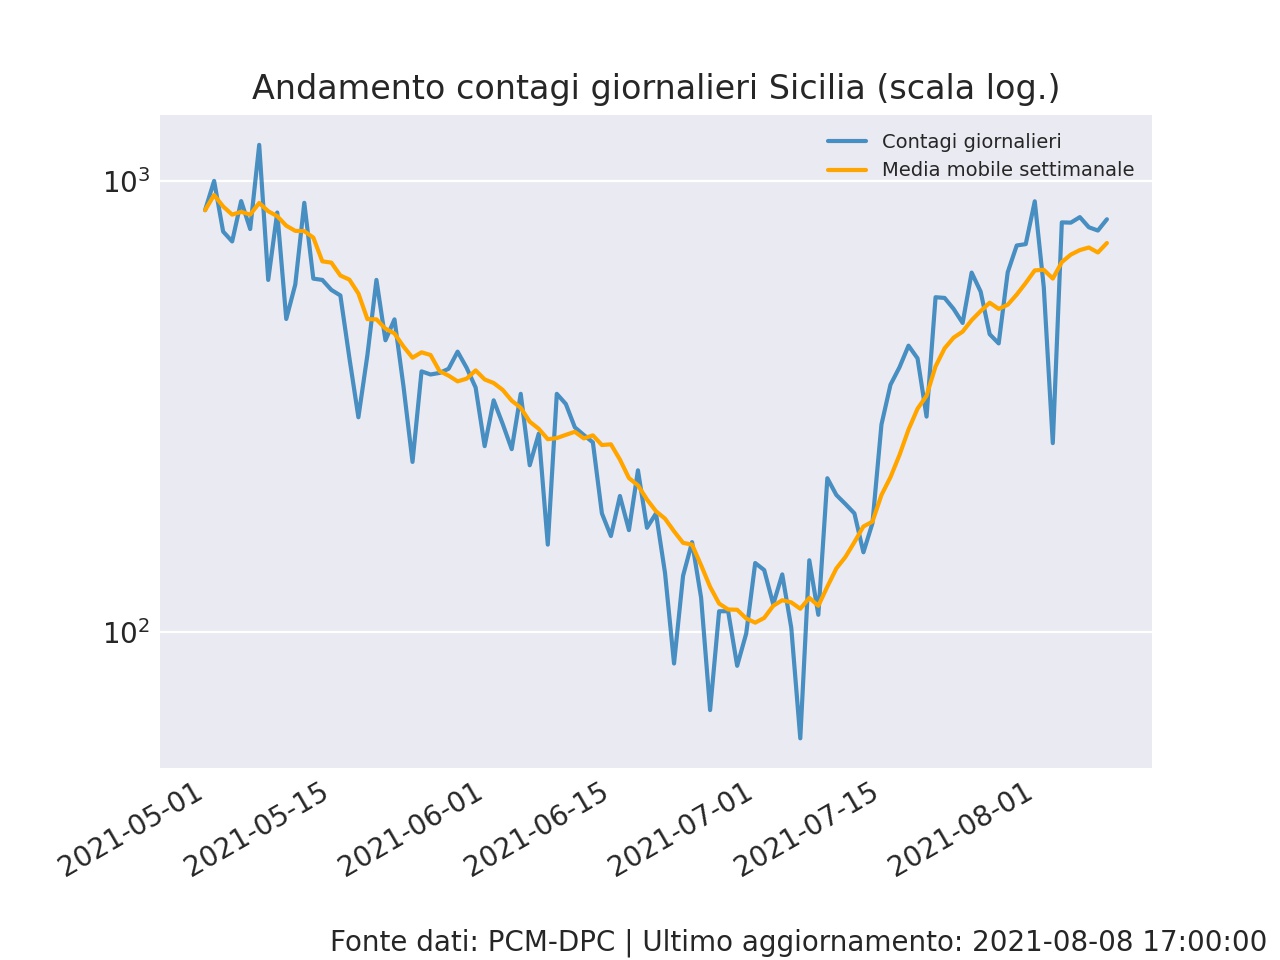 Andamento contagi giornalieri Sicilia (scala log.)
Contagi giornalieri
Media mobile settimanale
10³
10²
2021-05-01
2021-05-15
2021-06-01
2021-06-15
2021-07-01
2021-07-15
2021-08-01
Fonte dati: PCM-DPC | Ultimo aggiornamento: 2021-08-08 17:00:00